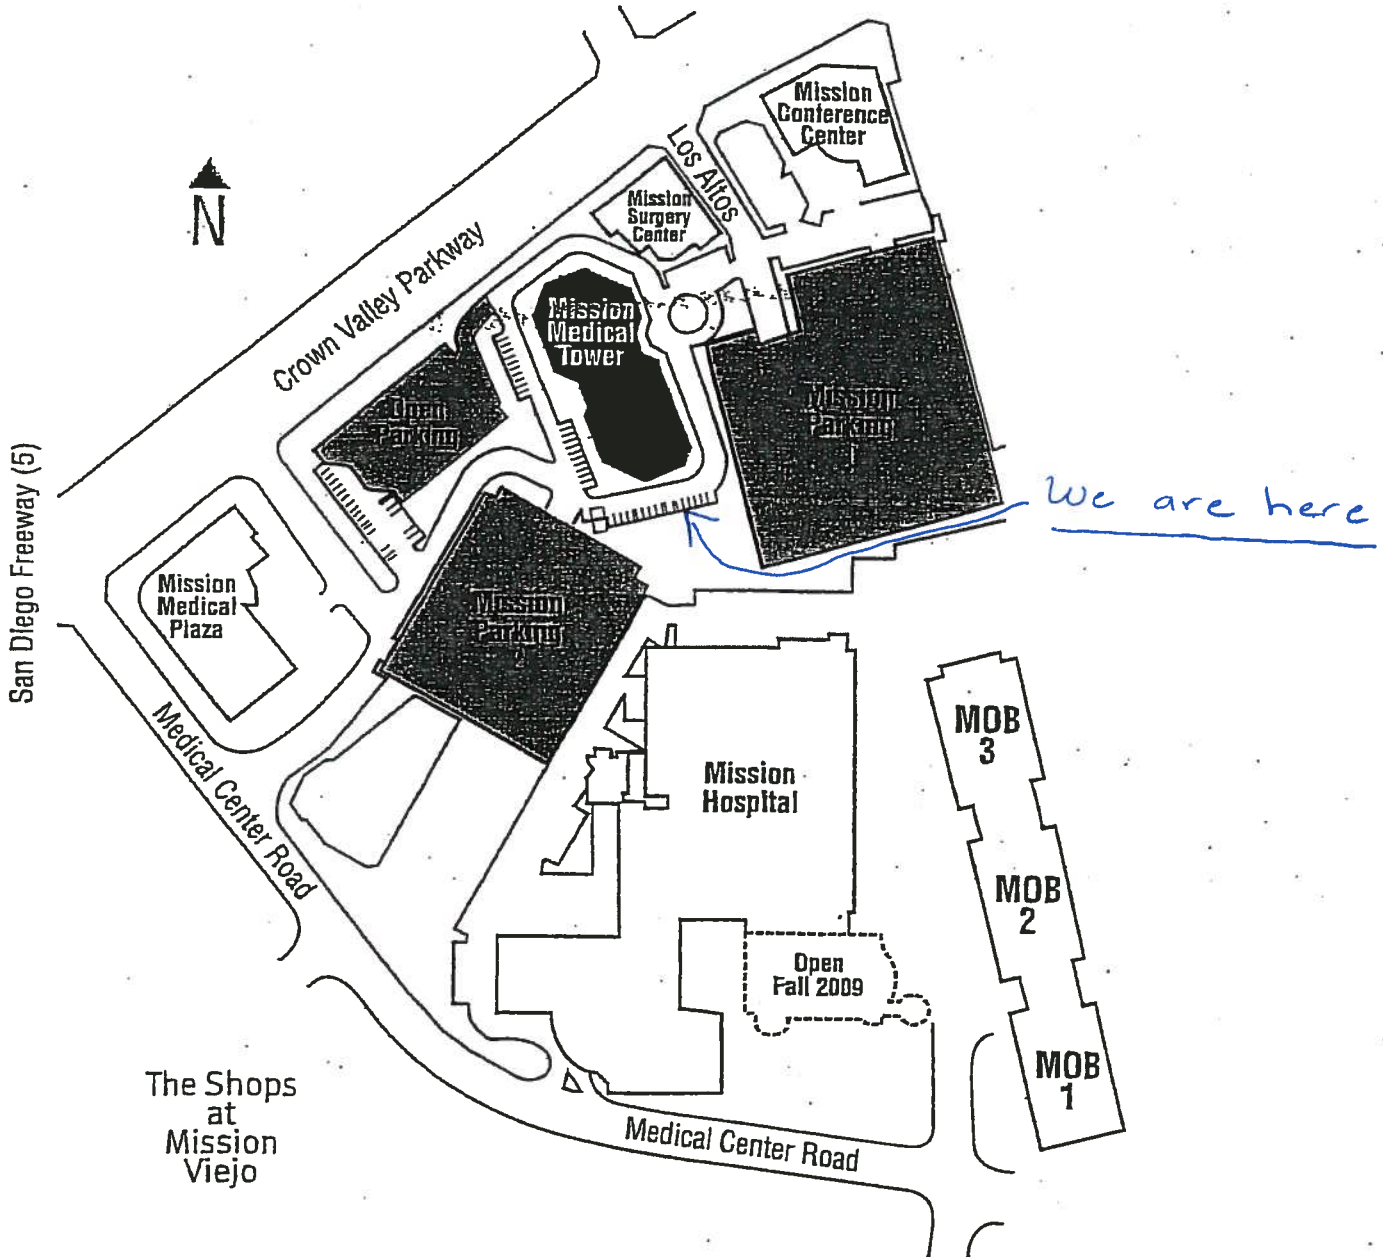 Mission
Conference
Center
Los Altos
Mission
Surgery
Center
N
Crown Valley Parkway
Mission
Medical
Tower
Open
Parking
Mission
Parking
1
San Diego Freeway (5)
We are here
Mission
Medical
Plaza
Mission
Parking
2
Medical Center Road
MOB
3
Mission
Hospital
MOB
2
Open
Fall 2009
MOB
1
The Shops
at
Mission
Viejo
Medical Center Road